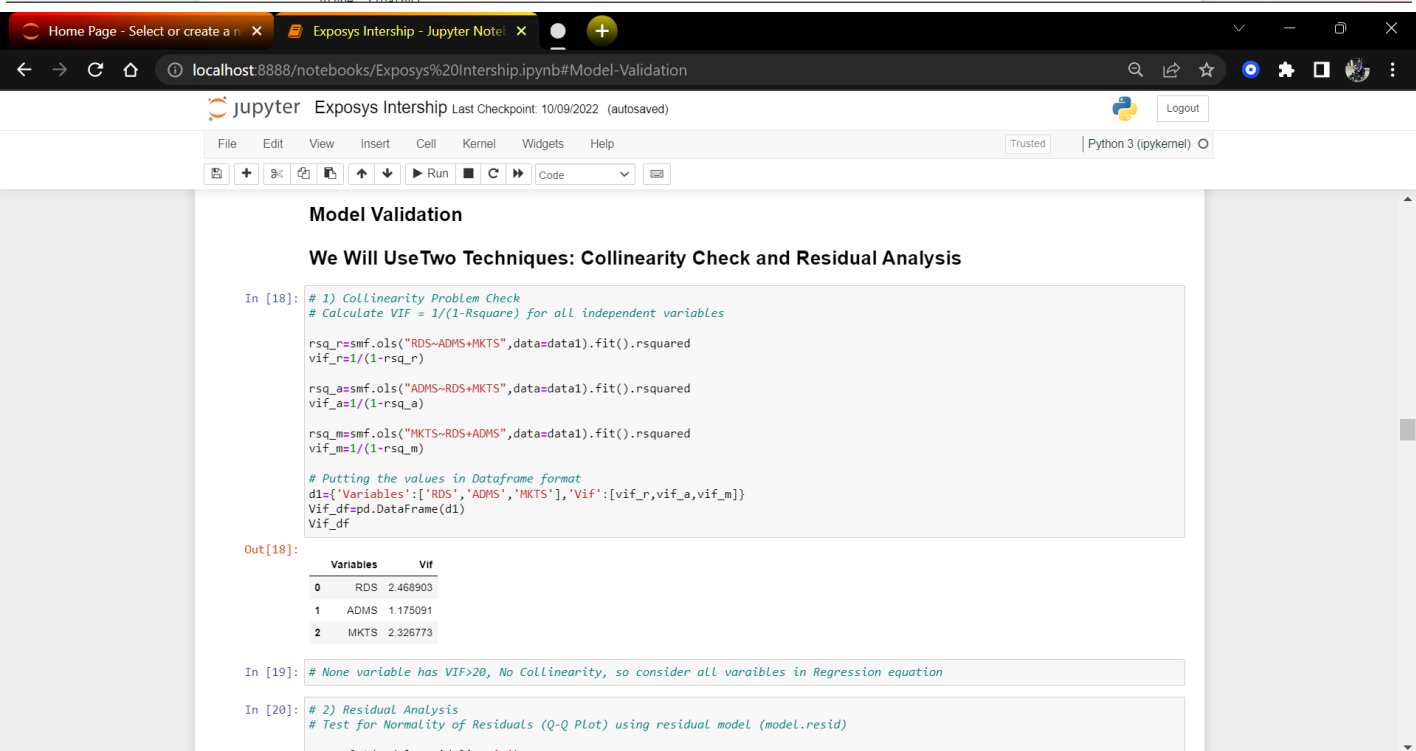 Home Page - Select or create a n
Exposys Intership - Jupyter Note
localhost:8888/notebooks/Exposys%20Intership.ipynb#Model-Validation
jupyter Exposys Intership Last Checkpoint: 10/09/2022 (autosaved)
Logout
File Edit View Insert Cell Kernel Widgets Help
Trusted
Python 3 (ipykernel)
Run
Code
Model Validation
We Will UseTwo Techniques: Collinearity Check and Residual Analysis
In [18]: # 1) Collinearity Problem Check
# Calculate VIF = 1/(1-Rsquare) for all independent variables
rsq_r=smf.ols("RDS~ADMS+MKTS",data=data1).fit().rsquared
vif_r=1/(1-rsq_r)
rsq_a=smf.ols("ADMS~RDS+MKTS",data=data1).fit().rsquared
vif_a=1/(1-rsq_a)
rsq_m=smf.ols("MKTS~RDS+ADMS",data=data1).fit().rsquared
vif_m=1/(1-rsq_m)
# Putting the values in Dataframe format
d1={'Variables':['RDS','ADMS','MKTS'],'Vif':[vif_r,vif_a,vif_m]}
Vif_df=pd.DataFrame(d1)
Vif_df
Out[18]:
Variables Vif
0 RDS 2.468903
1 ADMS 1.175091
2 MKTS 2.326773
In [19]: # None variable has VIF>20, No Collinearity, so consider all varaibles in Regression equation
In [20]: # 2) Residual Analysis
# Test for Normality of Residuals (Q-Q Plot) using residual model (model.resid)